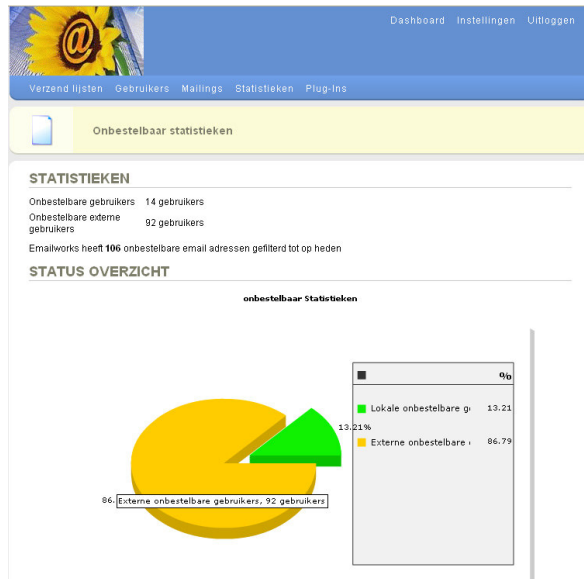 @
Dashboard Instellingen Uitloggen
Verzend lijsten Gebruikers Mailings Statistieken Plug-Ins
Onbestelbaar statistieken
STATISTIEKEN
Onbestelbare gebruikers 14 gebruikers
Onbestelbare externe
gebruikers 92 gebruikers
Emailworks heeft 106 onbestelbare email adressen gefilterd tot op heden
STATUS OVERZICHT
onbestelbaar Statistieken
%
Lokale onbestelbare g 13.21
13.21%
Externe onbestelbare 86.79
86. Externe onbestelbare gebruikers, 92 gebruikers